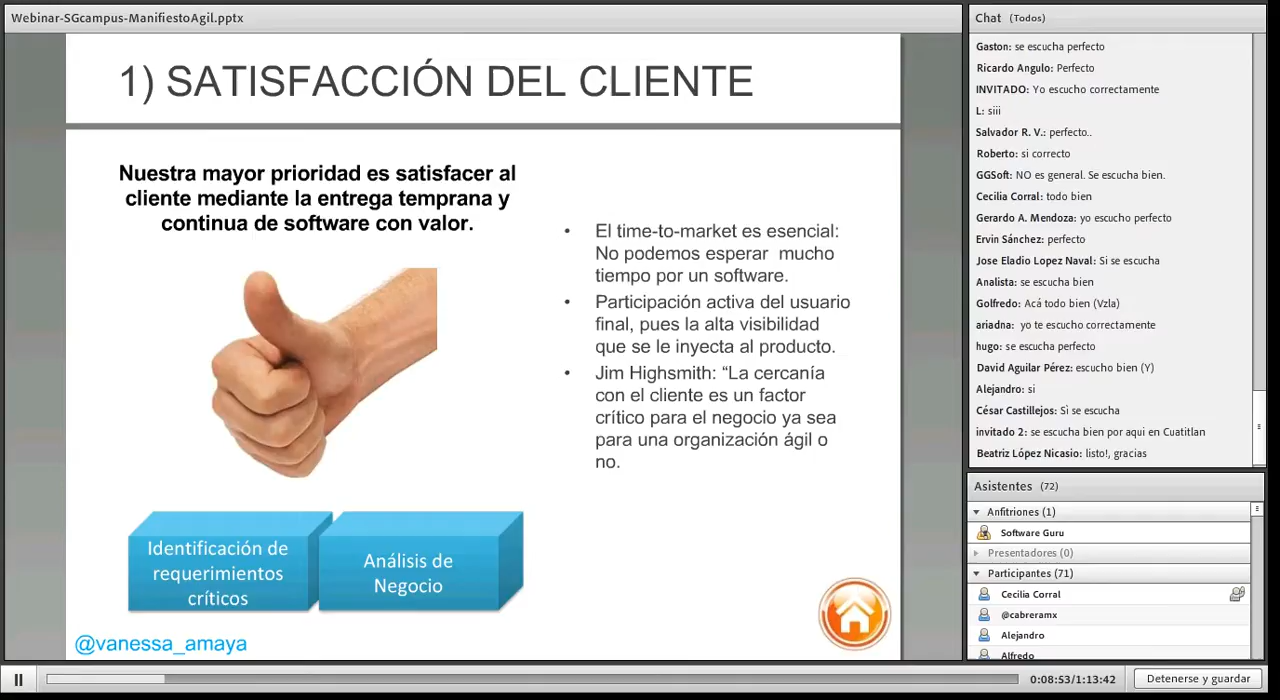 Webinar-SGcampus-ManifiestoAgil.pptx
1) SATISFACCIÓN DEL CLIENTE
Nuestra mayor prioridad es satisfacer al
cliente mediante la entrega temprana y
continua de software con valor.
• El time-to-market es esencial:
No podemos esperar mucho
tiempo por un software.
• Participación activa del usuario
final, pues la alta visibilidad
que se le inyecta al producto.
• Jim Highsmith: “La cercanía
con el cliente es un factor
crítico para el negocio ya sea
para una organización ágil o
no.
Identificación de
requerimientos
críticos
Análisis de
Negocio
@vanessa_amaya
Chat (Todos)
Gaston: se escucha perfecto
Ricardo Angulo: Perfecto
INVITADO: Yo escucho correctamente
L: siii
Salvador R. V.: perfecto..
Roberto: si correcto
GGSoft: NO es general. Se escucha bien.
Cecilia Corral: todo bien
Gerardo A. Mendoza: yo escucho perfecto
Ervin Sánchez: perfecto
Jose Eladio Lopez Naval: Si se escucha
Analista: se escucha bien
Golfredo: Acá todo bien (Vzla)
ariadna: yo te escucho correctamente
hugo: se escucha perfecto
David Aguilar Pérez: escucho bien (Y)
Alejandro: si
César Castillejos: Sì se escucha
invitado 2: se escucha bien por aqui en Cuatitlan
Beatriz López Nicasio: listo!, gracias
Asistentes (72)
Anfitriones (1)
Software Guru
Presentadores (0)
Participantes (71)
Cecilia Corral
@cabreramx
Alejandro
Alfredo
0:08:53/1:13:42
Detenerse y guardar